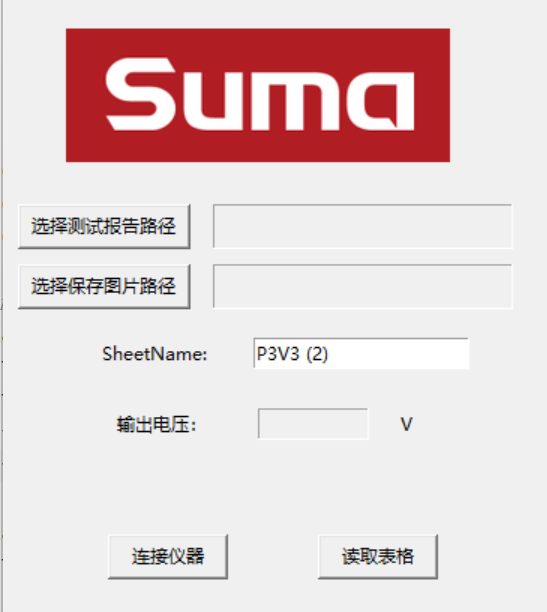 Suma
选择测试报告路径
选择保存图片路径
SheetName: P3V3 (2)
输出电压: V
连接仪器 读取表格